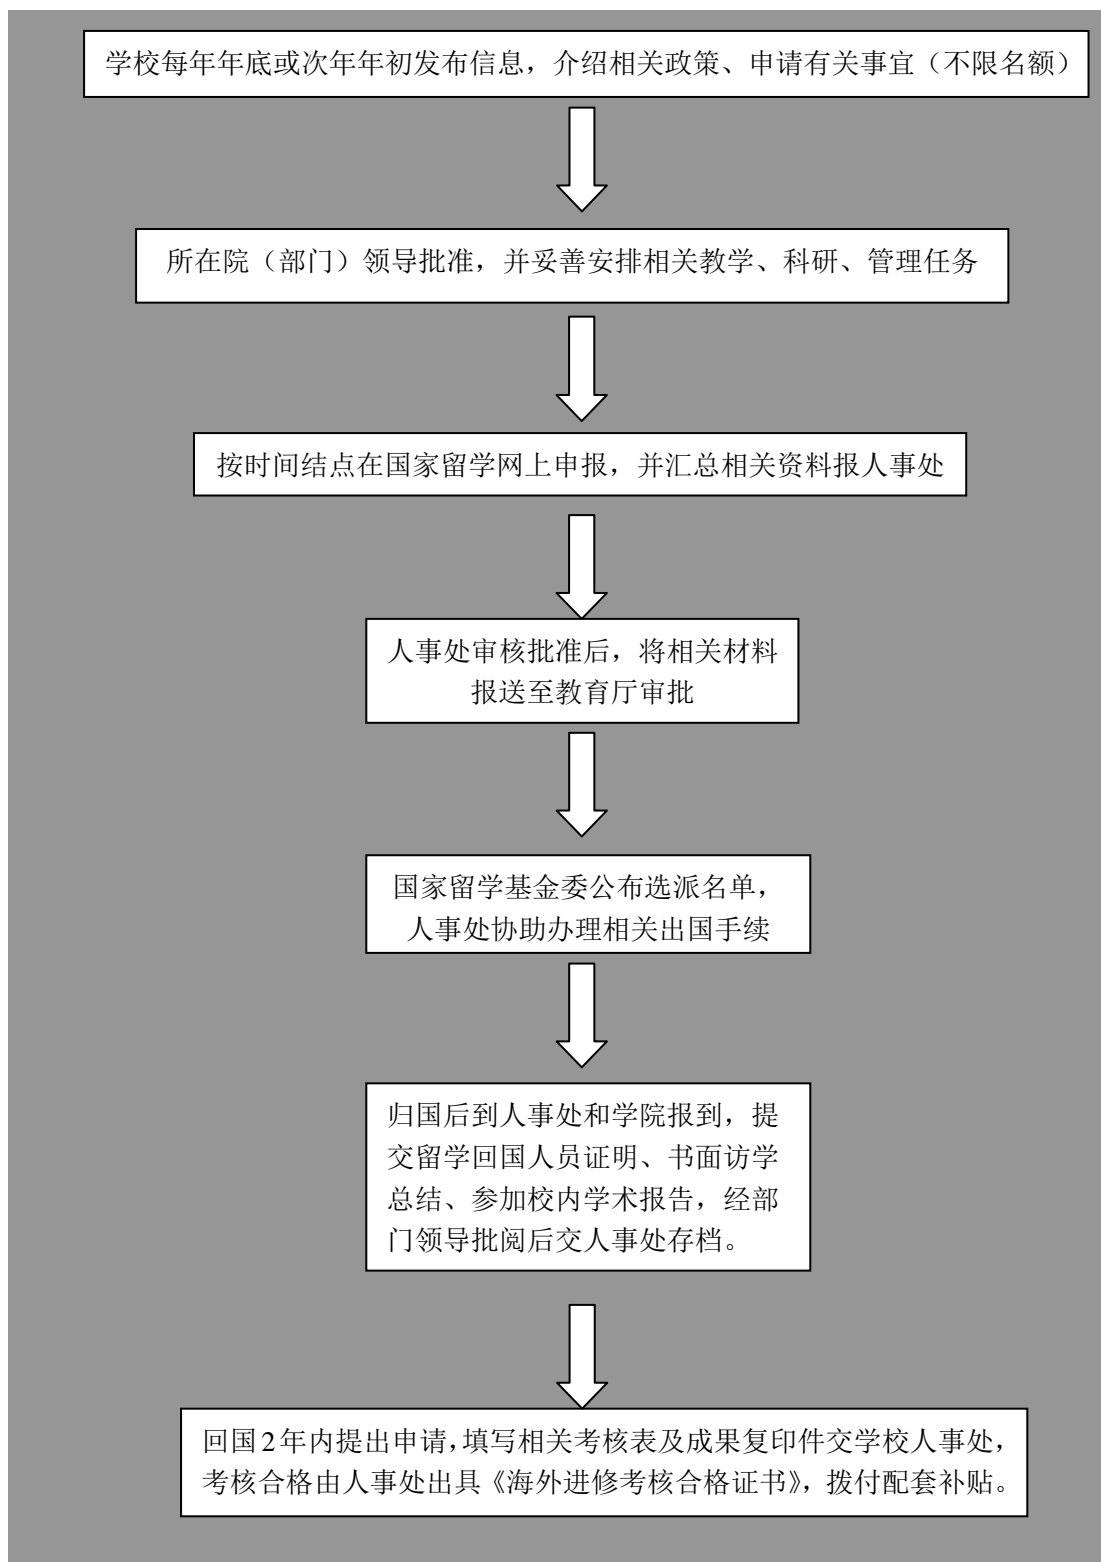 学校每年年底或次年年初发布信息，介绍相关政策、申请有关事宜（不限名额）
所在院（部门）领导批准，并妥善安排相关教学、科研、管理任务
按时间结点在国家留学网上申报，并汇总相关资料报人事处
人事处审核批准后，将相关材料
报送至教育厅审批
国家留学基金委公布选派名单，
人事处协助办理相关出国手续
归国后到人事处和学院报到，提
交留学回国人员证明、书面访学
总结、参加校内学术报告，经部
门领导批阅后交人事处存档。
回国2年内提出申请，填写相关考核表及成果复印件交学校人事处，
考核合格由人事处出具《海外进修考核合格证书》，拨付配套补贴。